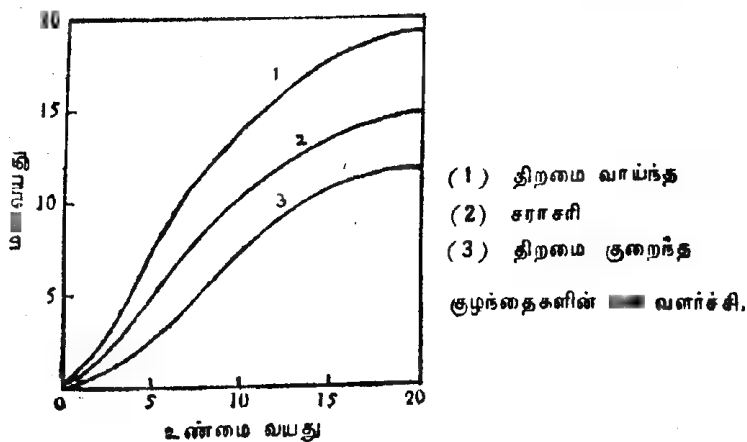 15
10
5
0 5 10 15 20
1
2
3
வயது
உண்மை வயது
(1) திறமை வாய்ந்த
(2) சராசரி
(3) திறமை குறைந்த
குழந்தைகளின் வளர்ச்சி.